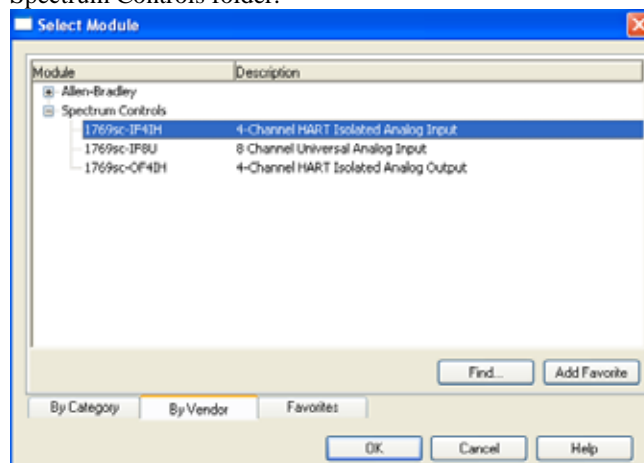 Spectrum Controls folder.
Select Module
Module Description
Allen-Bradley
Spectrum Controls
1769sc-IF4IH 4-Channel HART Isolated Analog Input
1769sc-IF8U 8 Channel Universal Analog Input
1769sc-OF4IH 4-Channel HART Isolated Analog Output
Find... Add Favorite
By Category By Vendor Favorites
OK Cancel Help